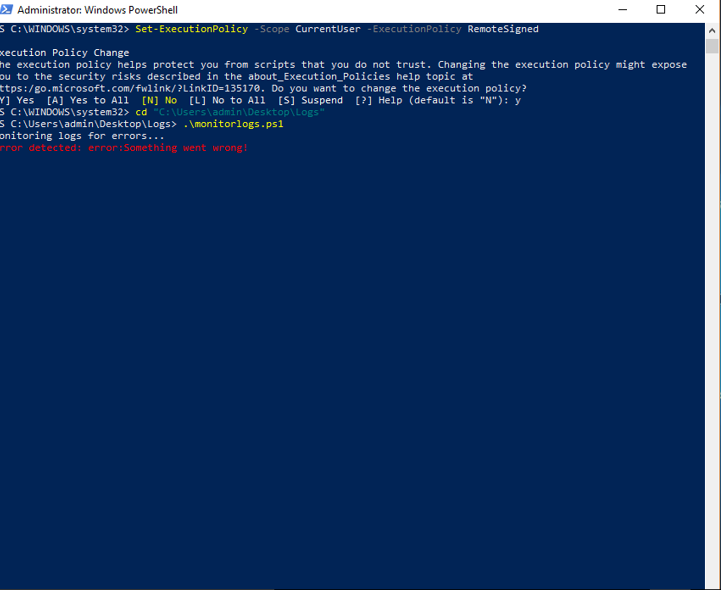 Administrator: Windows PowerShell
S C:\WINDOWS\system32> Set-ExecutionPolicy -Scope CurrentUser -ExecutionPolicy RemoteSigned
xecution Policy Change
he execution policy helps protect you from scripts that you do not trust. Changing the execution policy might expose
ou to the security risks described in the about_Execution_Policies help topic at
ttps:/go.microsoft.com/fwlink/?LinkID=135170. Do you want to change the execution policy?
Y] Yes  [A] Yes to All  [N] No  [L] No to All  [S] Suspend  [?] Help (default is "N"): y
S C:\WINDOWS\system32> cd "C:\Users\admin\Desktop\Logs"
S C:\Users\admin\Desktop\Logs> .\monitorlogs.ps1
onitoring logs for errors...
rror detected: error:Something went wrong!